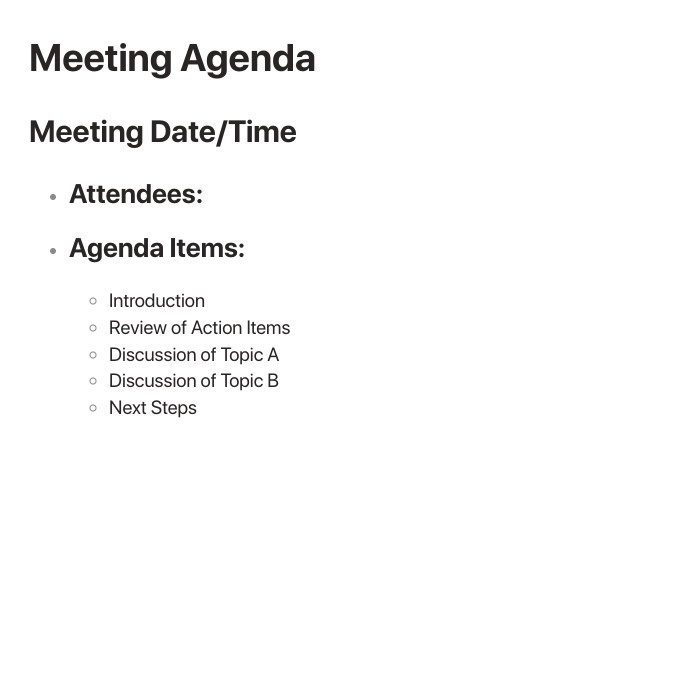 Meeting Agenda
Meeting Date/Time
Attendees:
Agenda Items:
Introduction
Review of Action Items
Discussion of Topic A
Discussion of Topic B
Next Steps